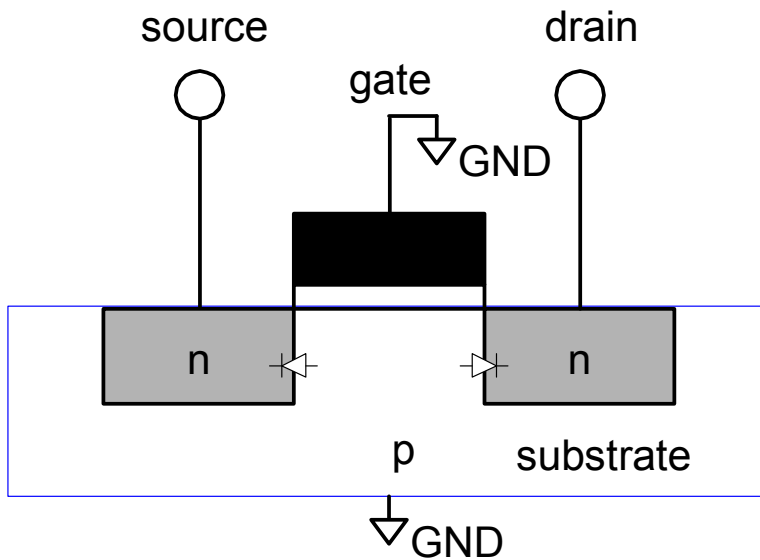 source
drain
gate
GND
n
n
p
substrate
GND